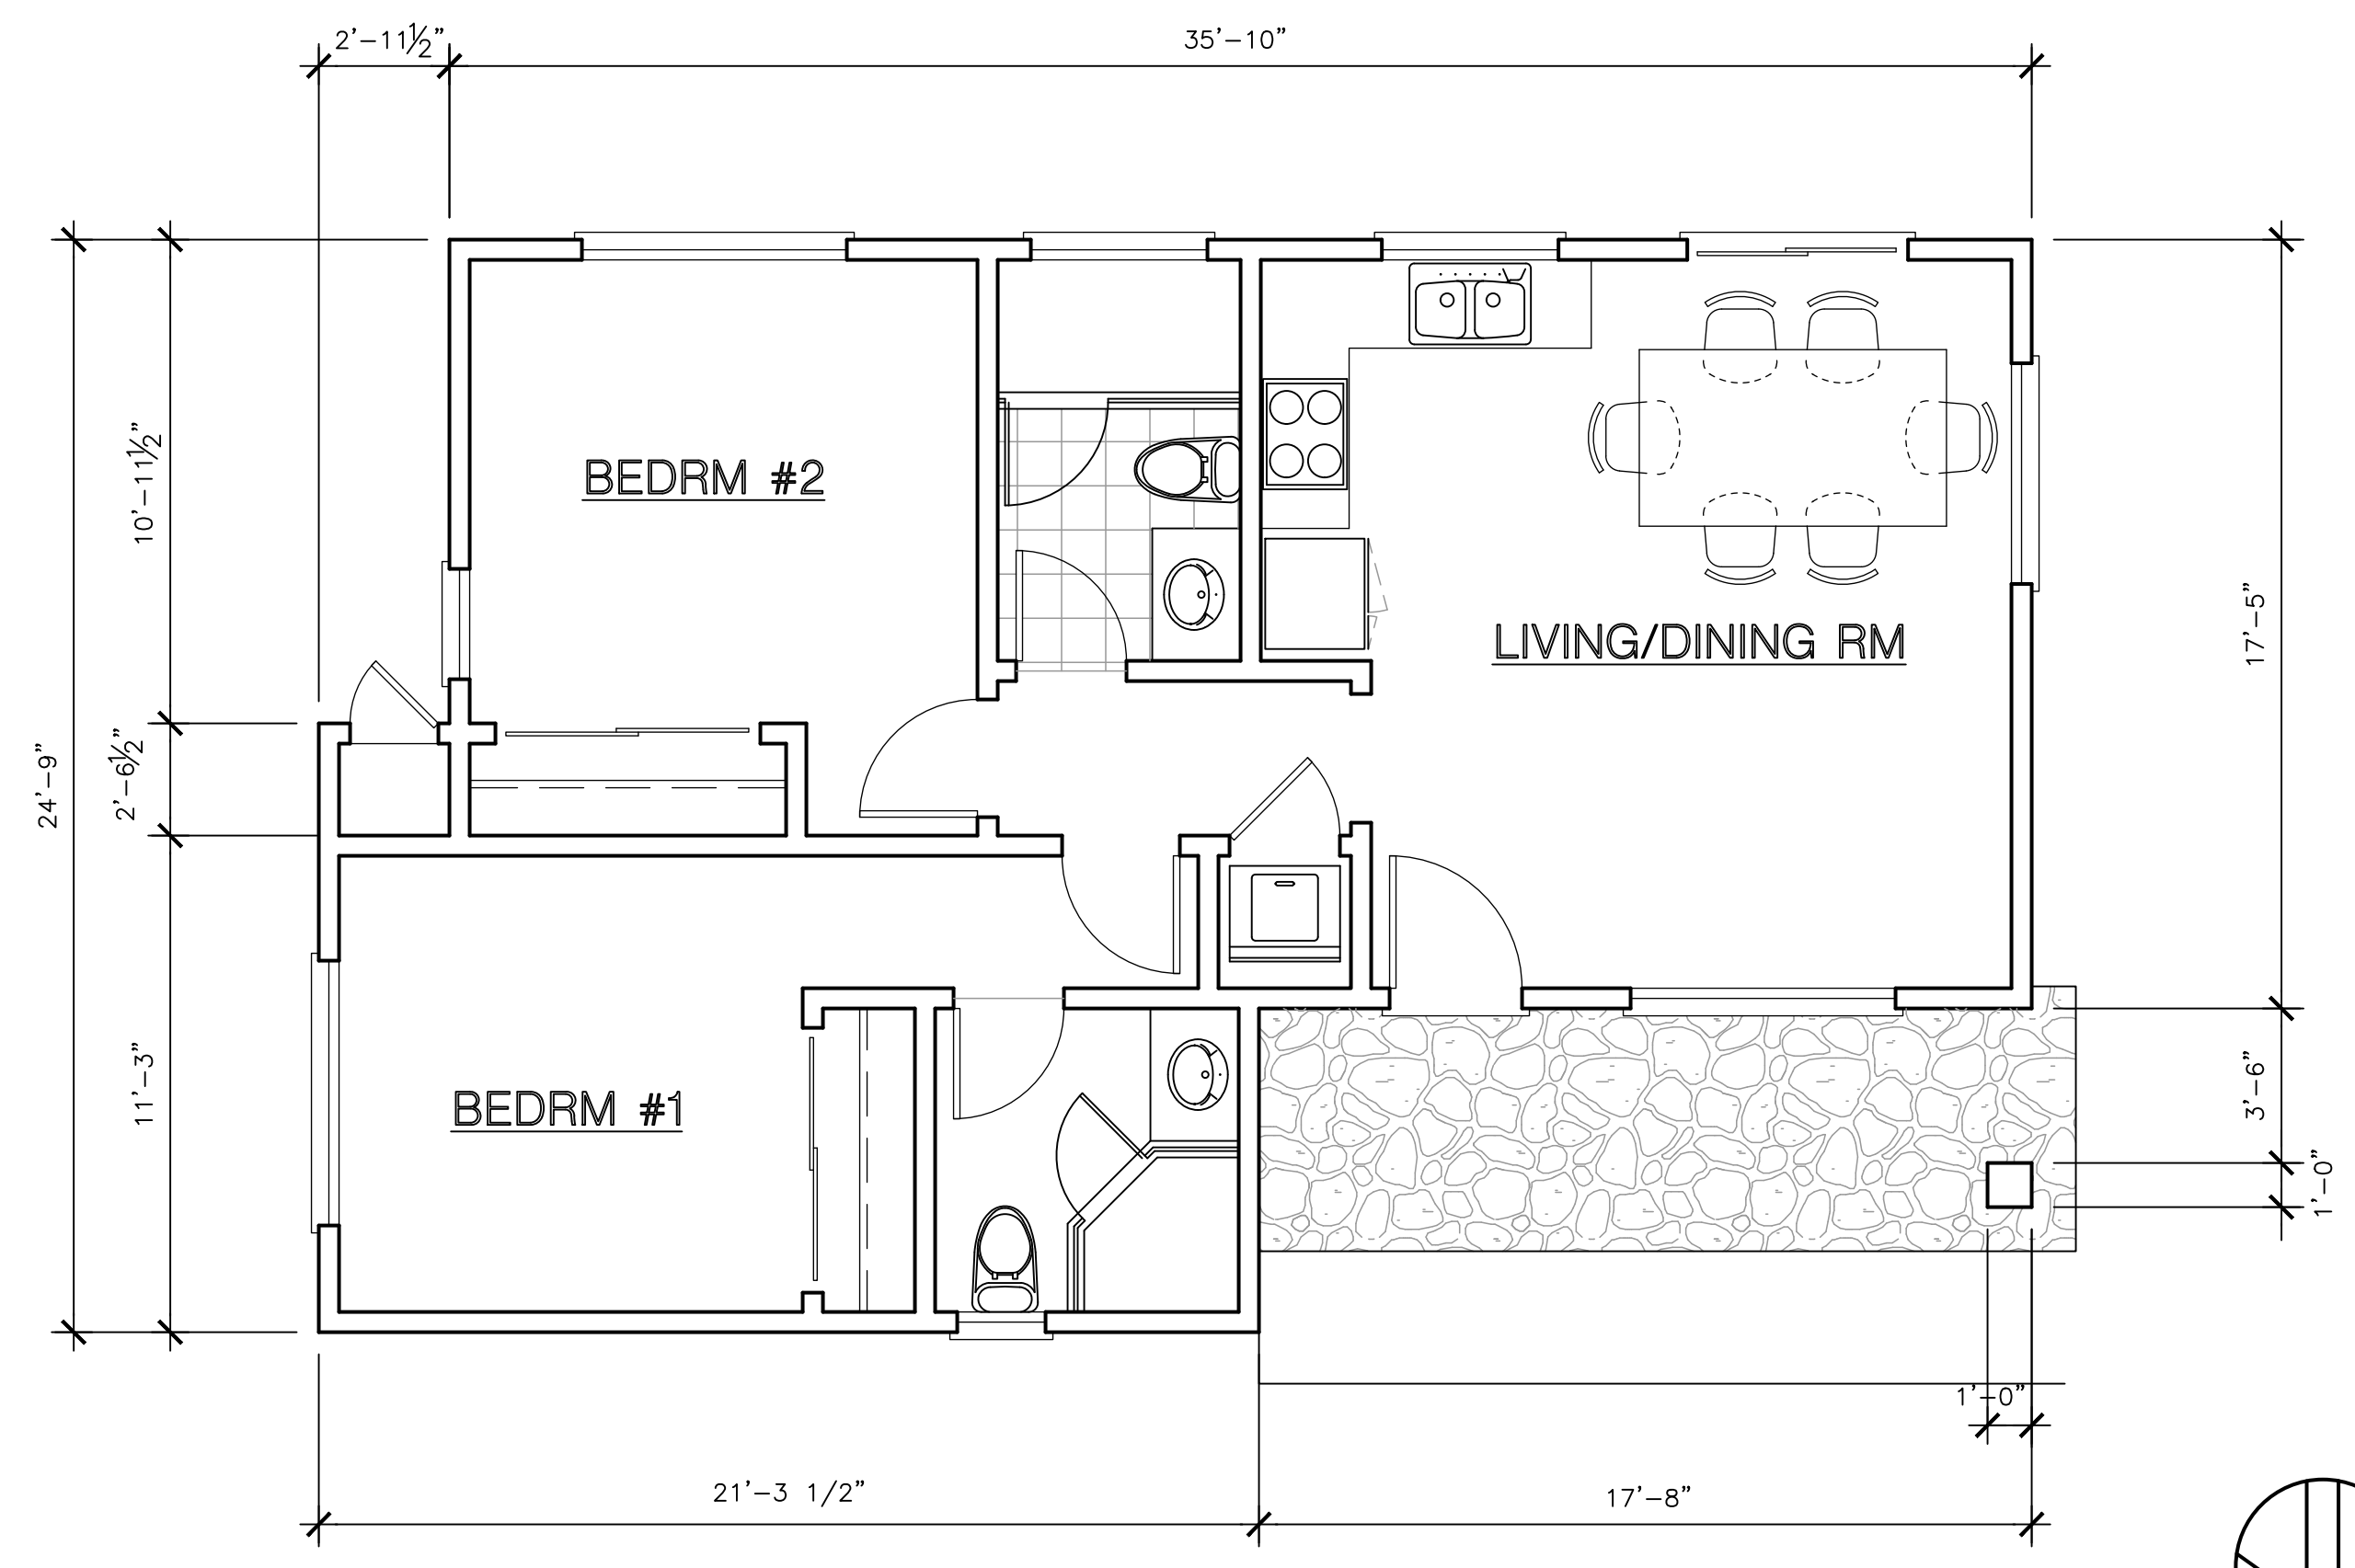 2'-11½" 35'-10"
10'-11½"
BEDRM #2
17'-5"
LIVING/DINING RM
24'-9"
2'-6½"
11'-3"
BEDRM #1
3'-6"
1'-0"
1'-0"
21'-3 1/2" 17'-8"